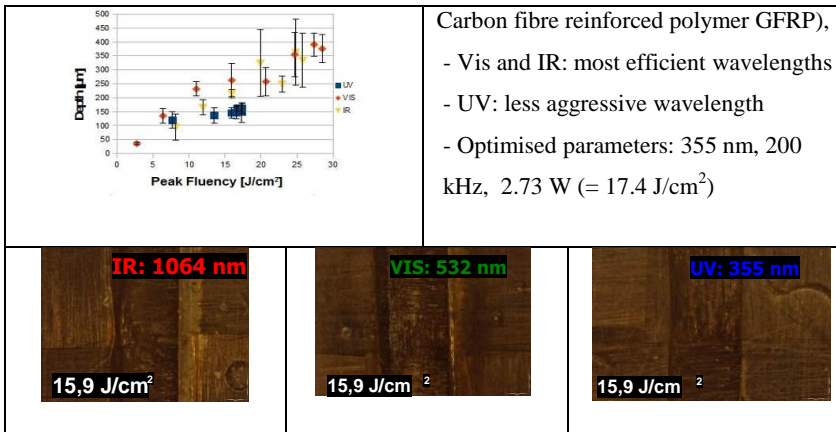 500
450
400
350
300
250
200
150
100
50
0
Depth [µm]
0 5 10 15 20 25 30
Peak Fluency [J/cm²]
UV
VIS
IR
Carbon fibre reinforced polymer GFRP),
- Vis and IR: most efficient wavelengths
- UV: less aggressive wavelength
- Optimised parameters: 355 nm, 200
kHz, 2.73 W (= 17.4 J/cm²)
IR: 1064 nm
15,9 J/cm²
VIS: 532 nm
15,9 J/cm ²
UV: 355 nm
15,9 J/cm ²